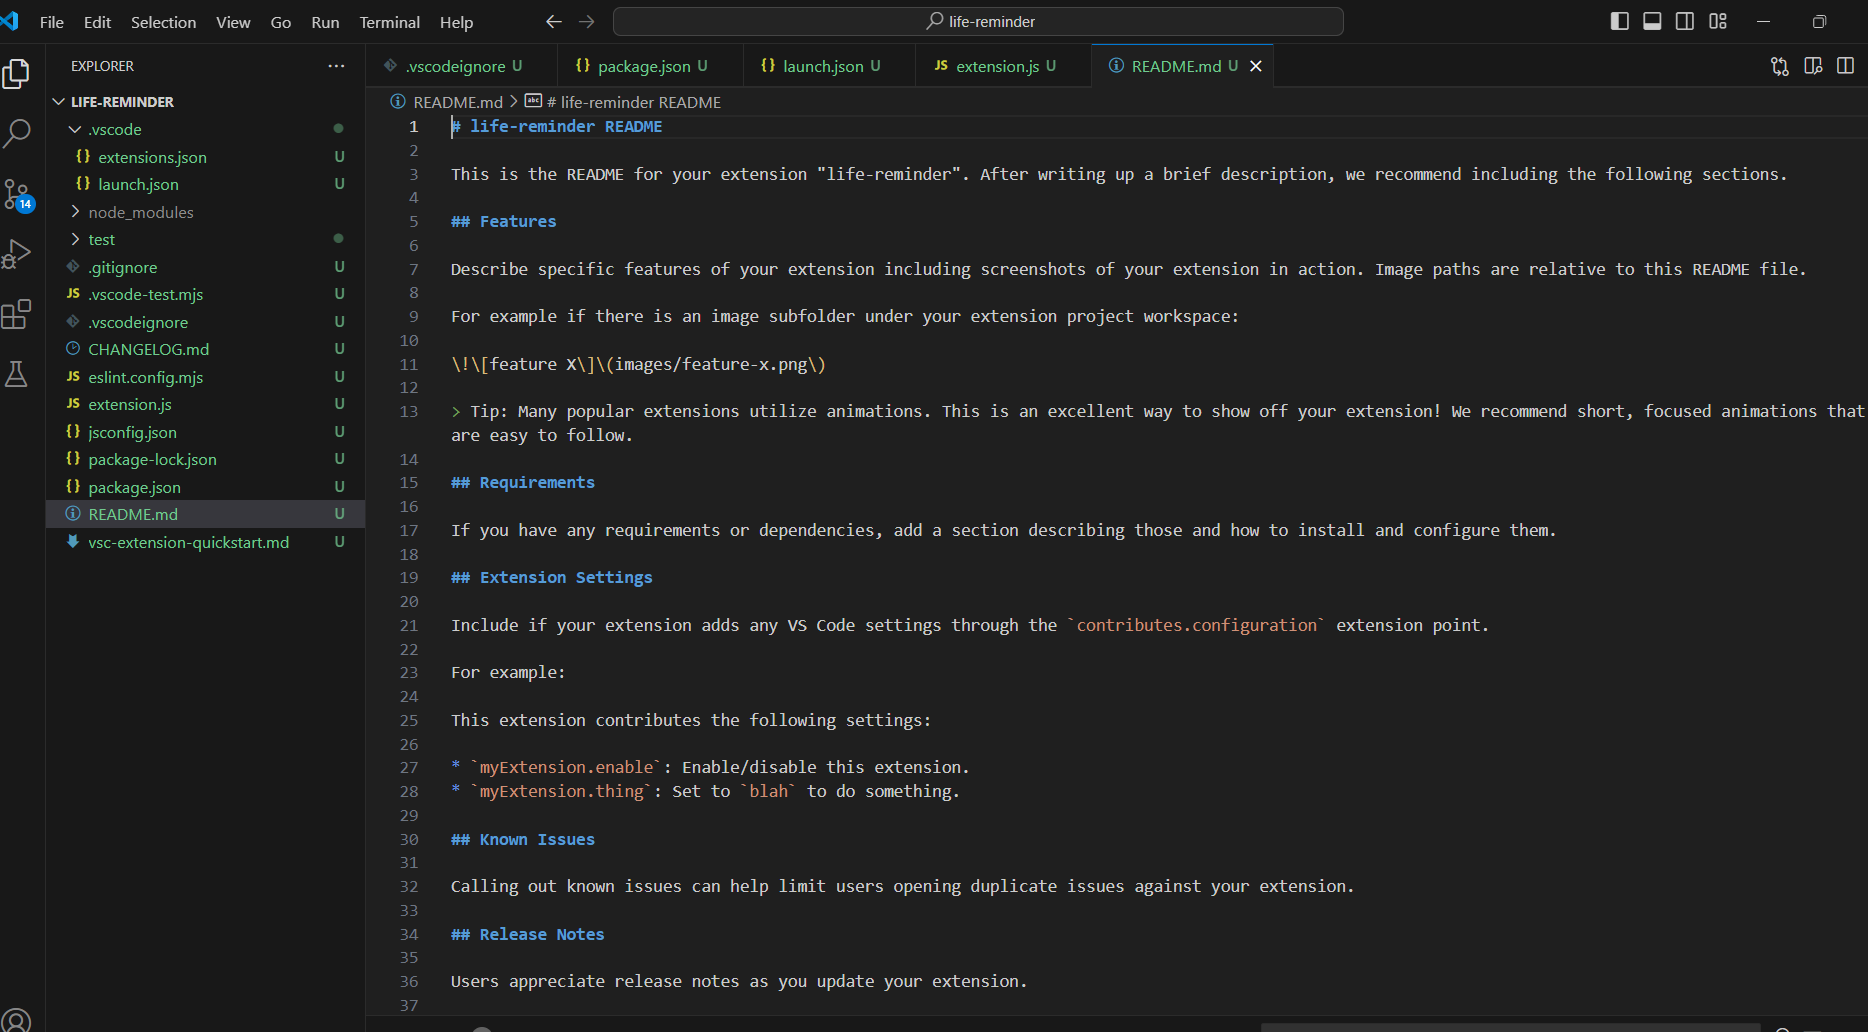 File Edit Selection View Go Run Terminal Help life-reminder
EXPLORER
LIFE-REMINDER
.vscode
{} extensions.json U
{} launch.json U
node_modules
test
.gitignore U
JS .vscode-test.mjs U
.vscodeignore U
CHANGELOG.md U
JS eslint.config.mjs U
JS extension.js U
{} jsconfig.json U
{} package-lock.json U
{} package.json U
README.md U
vsc-extension-quickstart.md U
14
.vscodeignore U {} package.json U {} launch.json U JS extension.js U README.md U
README.md > abc # life-reminder README
1 # life-reminder README
2
3 This is the README for your extension "life-reminder". After writing up a brief description, we recommend including the following sections.
4
5 ## Features
6
7 Describe specific features of your extension including screenshots of your extension in action. Image paths are relative to this README file.
8
9 For example if there is an image subfolder under your extension project workspace:
10
11 \!\[feature X\]\(images/feature-x.png\)
12
13 > Tip: Many popular extensions utilize animations. This is an excellent way to show off your extension! We recommend short, focused animations that
are easy to follow.
14
15 ## Requirements
16
17 If you have any requirements or dependencies, add a section describing those and how to install and configure them.
18
19 ## Extension Settings
20
21 Include if your extension adds any VS Code settings through the `contributes.configuration` extension point.
22
23 For example:
24
25 This extension contributes the following settings:
26
27 * `myExtension.enable`: Enable/disable this extension.
28 * `myExtension.thing`: Set to `blah` to do something.
29
30 ## Known Issues
31
32 Calling out known issues can help limit users opening duplicate issues against your extension.
33
34 ## Release Notes
35
36 Users appreciate release notes as you update your extension.
37